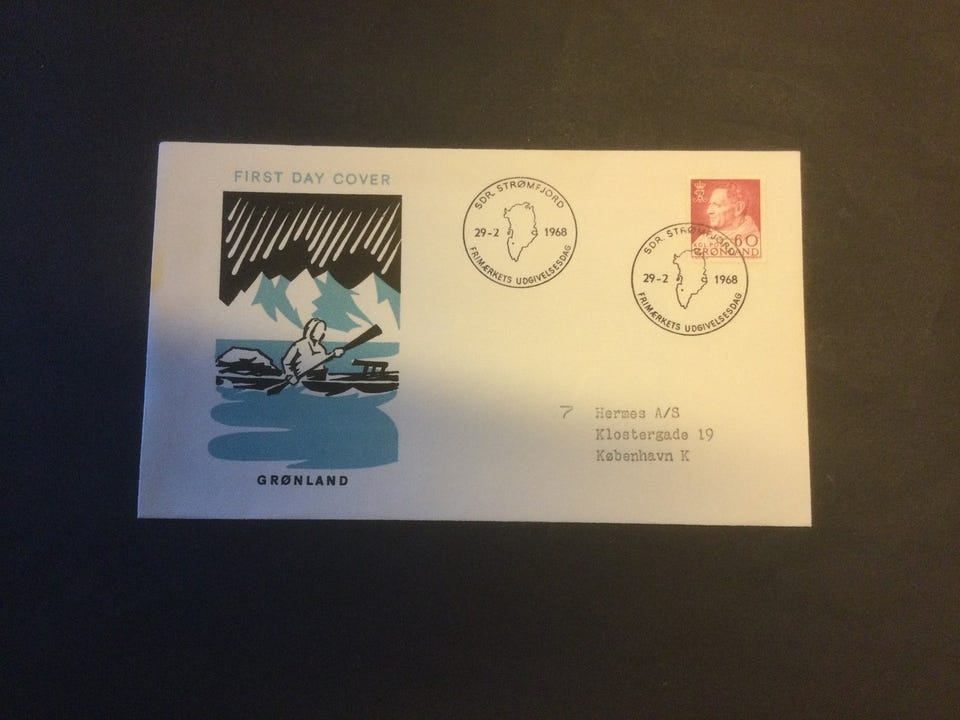 FIRST DAY COVER
GRØNLAND
SDR. STRØMFJORD
29-2 1968
FRIMÆRKETS UDGIVELSESDAG
60
GRØNLAND
SDR. STRØMFJORD
29-2 1968
FRIMÆRKETS UDGIVELSESDAG
7 Hermes A/S
Klostergade 19
København K